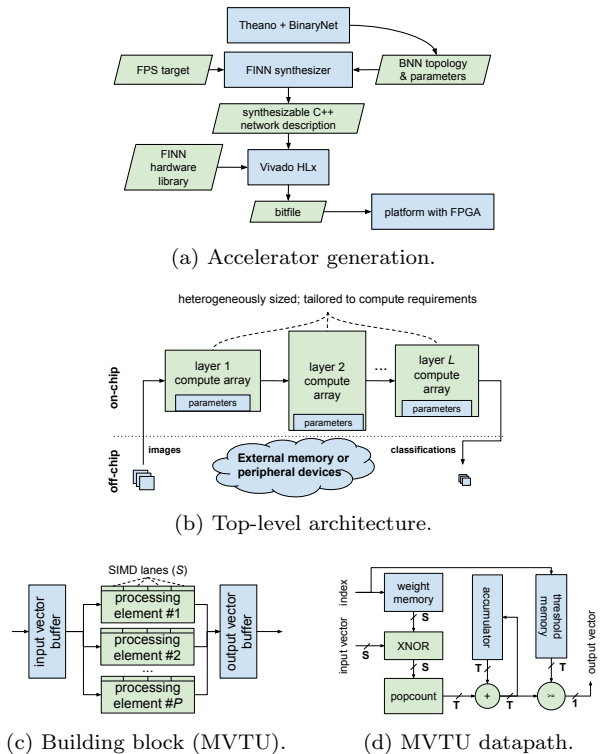 Theano + BinaryNet
FPS target
FINN synthesizer
BNN topology
& parameters
synthesizable C++
network description
FINN
hardware
library
Vivado HLx
bitfile
platform with FPGA
(a) Accelerator generation.
heterogeneously sized; tailored to compute requirements
on-chip
layer 1
compute array
parameters
layer 2
compute
array
parameters
...
layer L
compute
array
parameters
off-chip
images
External memory or
peripheral devices
classifications
(b) Top-level architecture.
SIMD lanes (S)
input vector
buffer
processing
element #1
processing
element #2
...
processing
element #P
output vector
buffer
(c) Building block (MVTU).
index
input vector
weight
memory
S
XNOR
S
S
popcount
T
accumulator
T
+
T
threshold
memory
T
>=
1
output vector
(d) MVTU datapath.